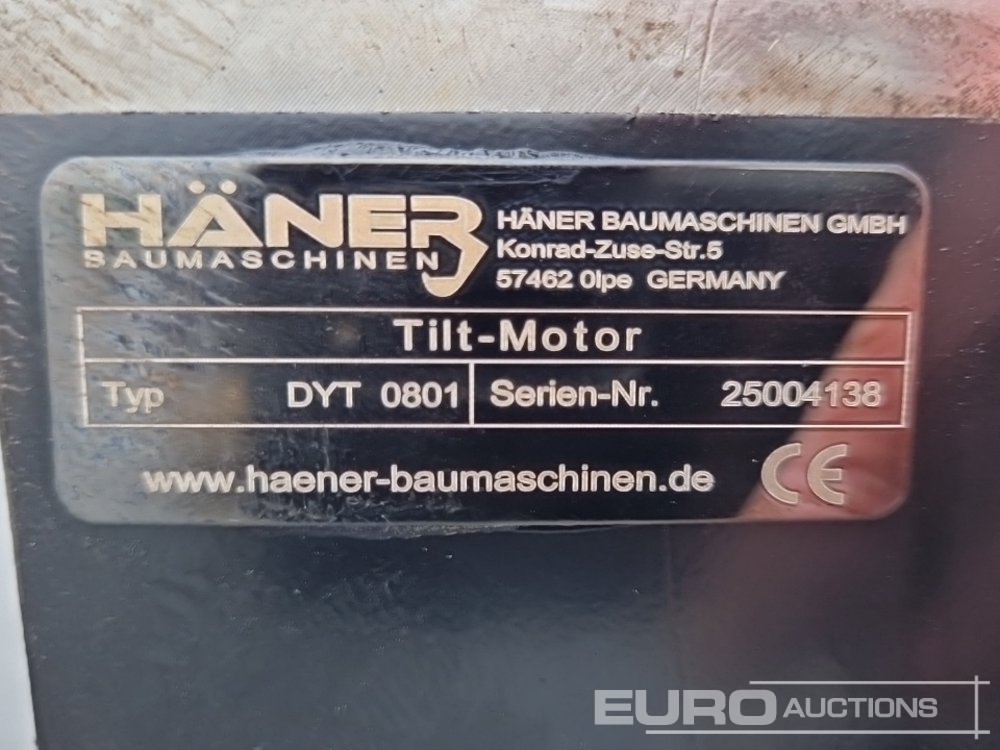 HÄNER
BAUMASCHINEN
HÄNER BAUMASCHINEN GMBH
Konrad-Zuse-Str.5
57462 Olpe GERMANY
Tilt-Motor
Typ DYT 0801 Serien-Nr. 25004138
www.haener-baumaschinen.de CE
EURO AUCTIONS